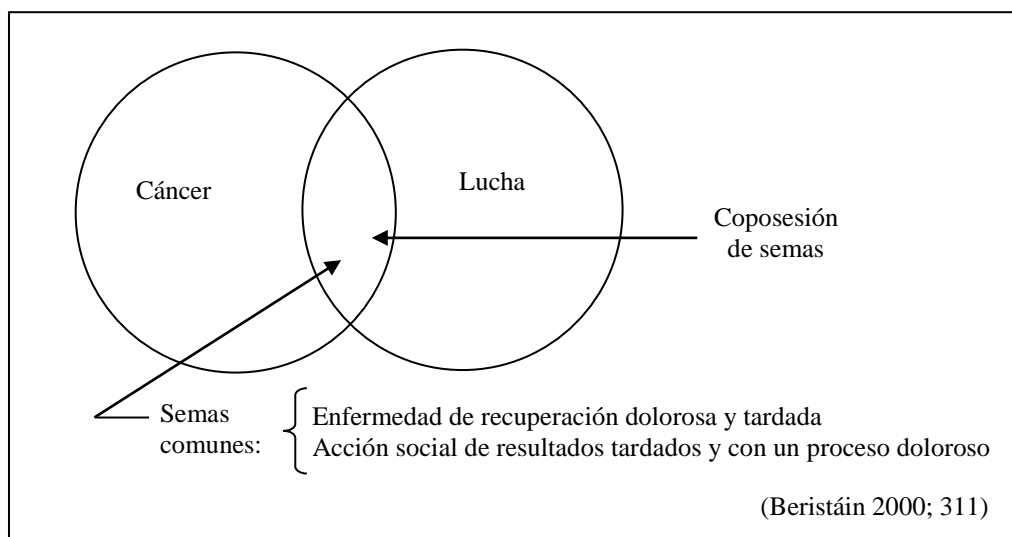 Cáncer
Lucha
Coposesión
de semas
Semas
comunes:
Enfermedad de recuperación dolorosa y tardada
Acción social de resultados tardados y con un proceso doloroso
(Beristáin 2000; 311)